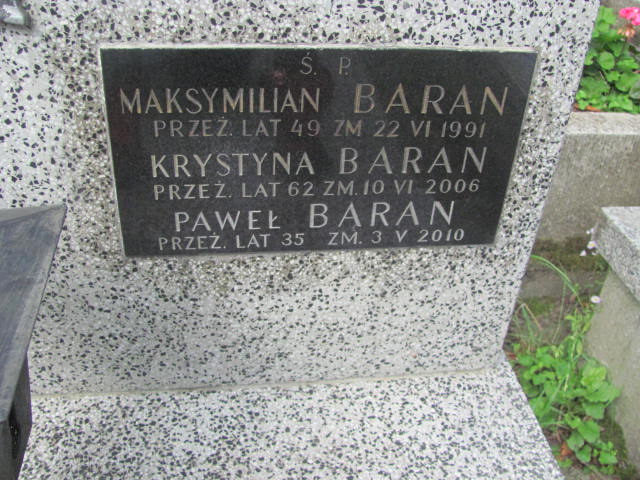 Ś. P.
MAKSYMILIAN BARAN
PRZEŻ. LAT 49 ZM 22 VI 1991
KRYSTYNA BARAN
PRZEŻ. LAT 62 ZM. 10 VI 2006
PAWEŁ BARAN
PRZEŻ. LAT 35 ZM. 3 V 2010